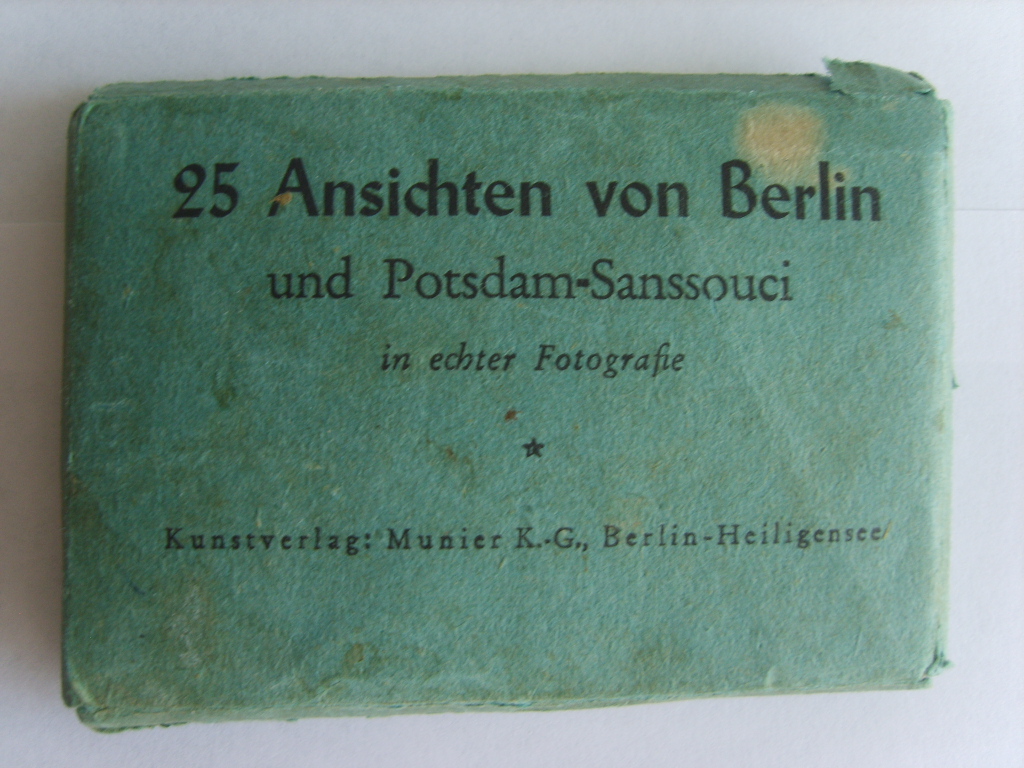 25 Ansichten von Berlin
und Potsdam-Sanssouci
in echter Fotografie
Kunstverlag: Munier K.-G., Berlin-Heiligensee